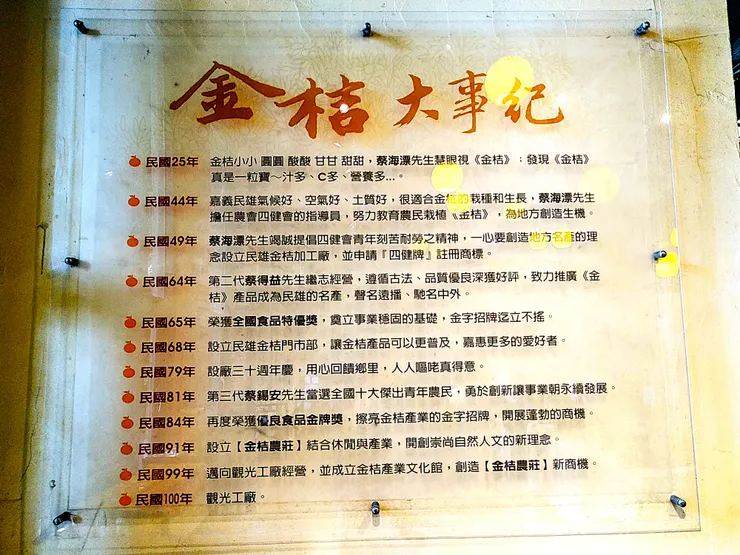 金桔大事紀
民國25年 金桔小小 圓圓 酸酸 甘甘 甜甜，蔡海漂先生慧眼視《金桔》；發現《金桔》
真是一粒寶～汁多、C多、營養多...。
民國44年 嘉義民雄氣候好、空氣好、土質好，很適合金桔的栽種和生長，蔡海漂先生
擔任農會四健會的指導員，努力教育農民栽植《金桔》，為地方創造生機。
民國49年 蔡海漂先生竭誠提倡四健會青年刻苦耐勞之精神，一心要創造地方名產的理
念設立民雄金桔加工廠，並申請『四健牌』註冊商標。
民國64年 第二代蔡得益先生繼志經營，遵循古法、品質優良深獲好評，致力推廣《金
桔》產品成為民雄的名產，聲名遠播、馳名中外。
民國65年 榮獲全國食品特優獎，奠立事業穩固的基礎，金字招牌迄立不搖。
民國68年 設立民雄金桔門市部，讓金桔產品可以更普及，嘉惠更多的愛好者。
民國79年 設廠三十週年慶，用心回饋鄉里，人人嘔咾真得意。
民國81年 第三代蔡錫安先生當選全國十大傑出青年農民，勇於創新讓事業朝永續發展。
民國84年 再度榮獲優良食品金牌獎，擦亮金桔產業的金字招牌，開展蓬勃的商機。
民國91年 設立【金桔農莊】結合休閒與產業，開創崇尚自然人文的新理念。
民國99年 邁向觀光工廠經營，並成立金桔產業文化館，創造【金桔農莊】新商機。
民國100年 觀光工廠。